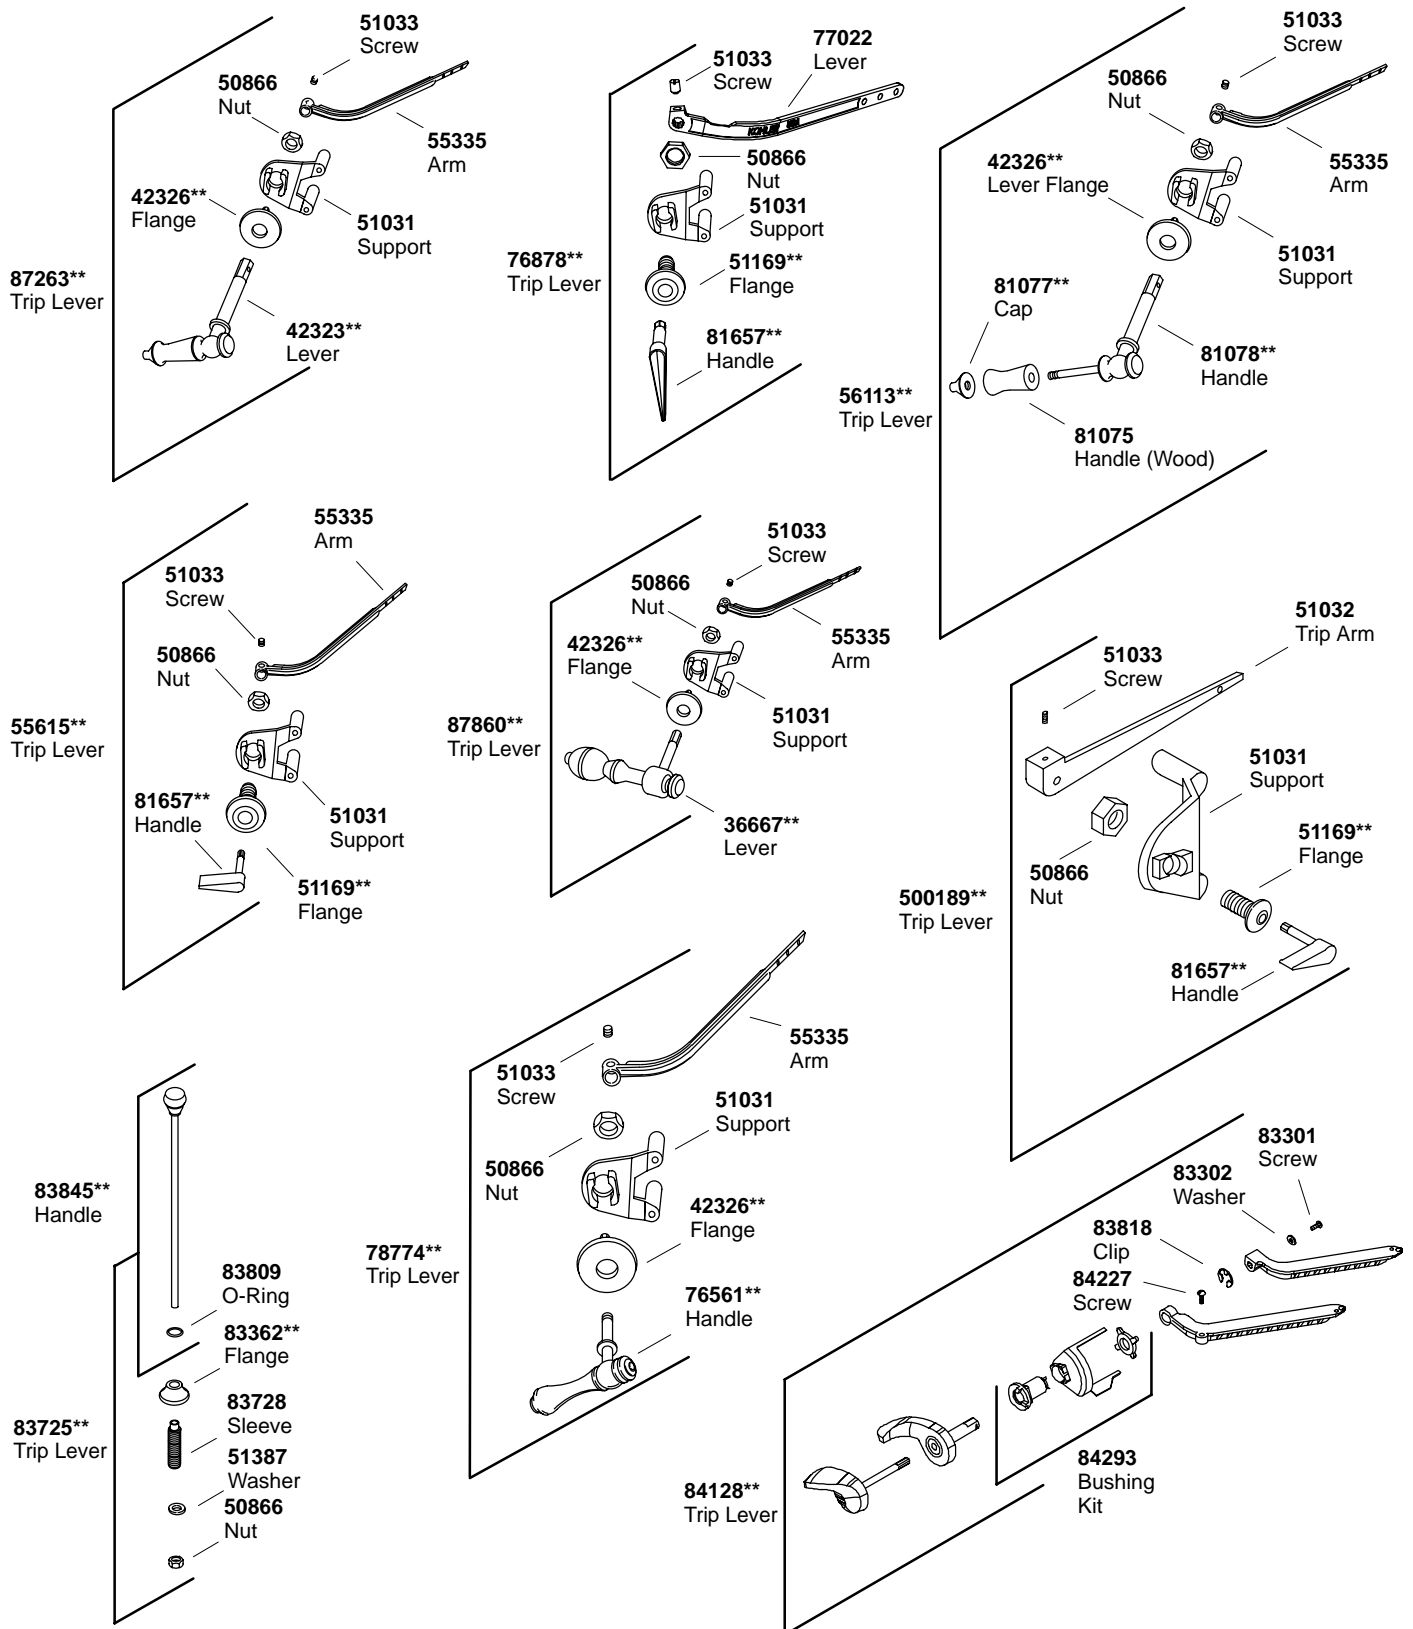 51033
Screw
50866
Nut
55335
Arm
42326**
Flange
51031
Support
87263**
Trip Lever
42323**
Lever
77022
Lever
51033
Screw
KOHLER USA
50866
Nut
51031
Support
76878**
Trip Lever
51169**
Flange
81657**
Handle
51033
Screw
50866
Nut
42326**
Lever Flange
55335
Arm
51031
Support
81077**
Cap
81078**
Handle
56113**
Trip Lever
81075
Handle (Wood)
55335
Arm
51033
Screw
50866
Nut
55615**
Trip Lever
81657**
Handle
51031
Support
51169**
Flange
51033
Screw
50866
Nut
42326**
Flange
55335
Arm
87860**
Trip Lever
51031
Support
36667**
Lever
51032
Trip Arm
51033
Screw
51031
Support
50866
Nut
51169**
Flange
500189**
Trip Lever
81657**
Handle
83845**
Handle
83809
O-Ring
83362**
Flange
83725**
Trip Lever
83728
Sleeve
51387
Washer
50866
Nut
55335
Arm
51033
Screw
51031
Support
50866
Nut
42326**
Flange
78774**
Trip Lever
76561**
Handle
83301
Screw
83302
Washer
83818
Clip
84227
Screw
84293
Bushing
Kit
84128**
Trip Lever